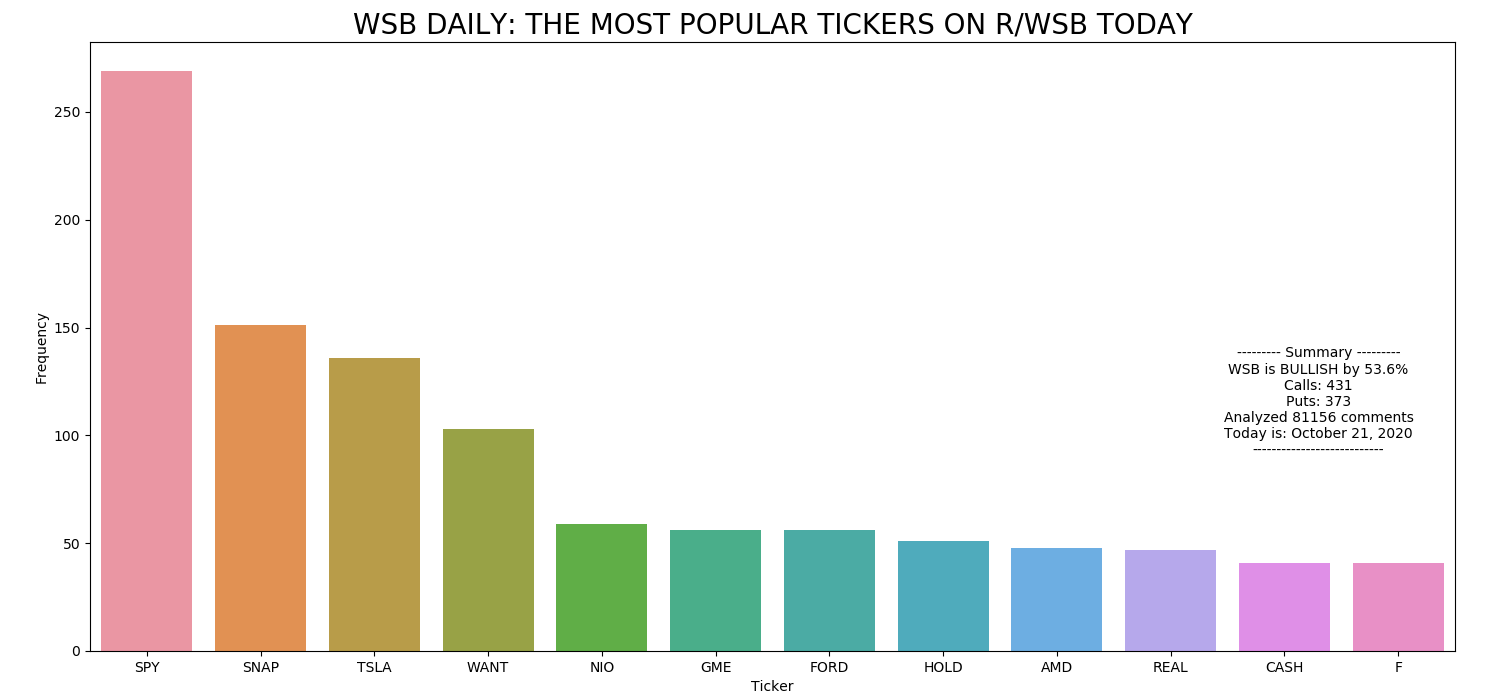 WSB DAILY: THE MOST POPULAR TICKERS ON R/WSB TODAY
250
200
150
100
50
0
Frequency
--------- Summary ---------
WSB is BULLISH by 53.6%
Calls: 431
Puts: 373
Analyzed 81156 comments
Today is: October 21, 2020
---------------------------
SPY SNAP TSLA WANT NIO GME FORD HOLD AMD REAL CASH F
Ticker